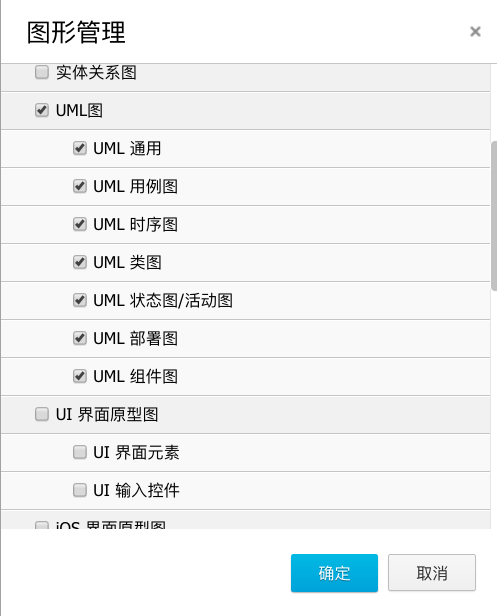 图形管理
×
实体关系图
UML图
UML 通用
UML 用例图
UML 时序图
UML 类图
UML 状态图/活动图
UML 部署图
UML 组件图
UI 界面原型图
UI 界面元素
UI 输入控件
iOS 界面原型图
确定
取消